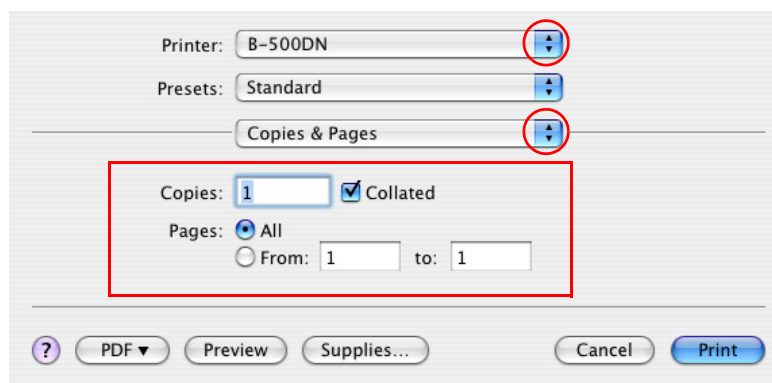 Printer: B-500DN
Presets: Standard
Copies & Pages
Copies: 1 Collated
Pages: All
From: 1 to: 1
? PDF ▼ Preview Supplies... Cancel Print